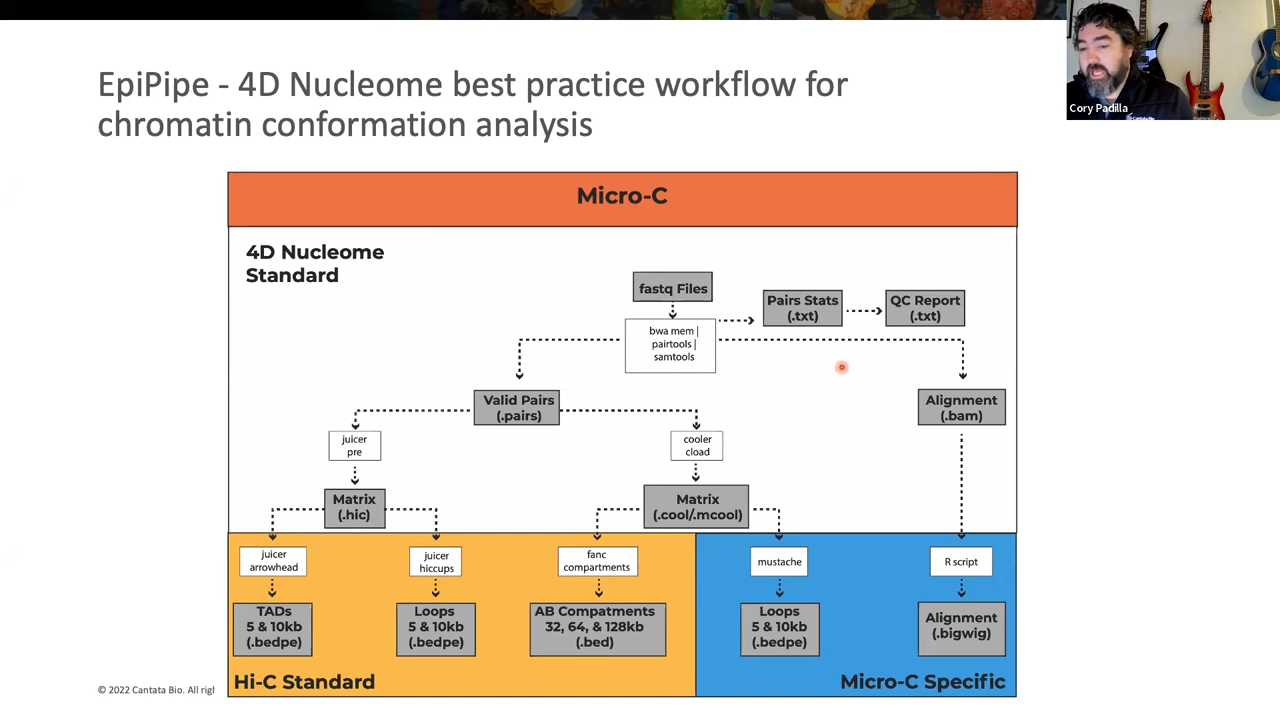 Cory Padilla
EpiPipe - 4D Nucleome best practice workflow for
chromatin conformation analysis
Micro-C
4D Nucleome
Standard
fastq Files
bwa mem |
pairtools |
samtools
Pairs Stats
(.txt)
QC Report
(.txt)
Valid Pairs
(.pairs)
Alignment
(.bam)
juicer
pre
cooler
cload
Matrix
(.hic)
Matrix
(.cool/.mcool)
juicer
arrowhead
juicer
hiccups
fanc
compartments
mustache
R script
TADs
5 & 10kb
(.bedpe)
Loops
5 & 10kb
(.bedpe)
AB Compatments
32, 64, & 128kb
(.bed)
Loops
5 & 10kb
(.bedpe)
Alignment
(.bigwig)
Hi-C Standard
Micro-C Specific
© 2022 Cantata Bio. All